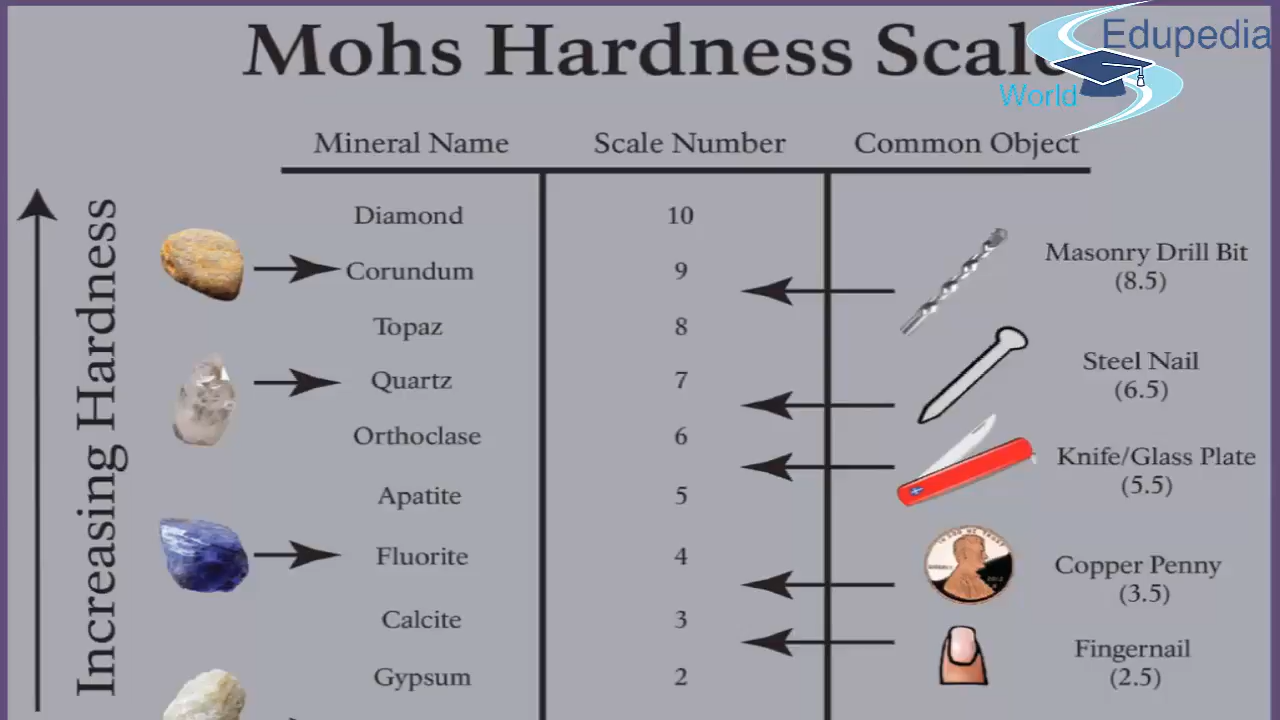 Mohs Hardness Scale
Edupedia
World
Mineral Name Scale Number Common Object
Increasing Hardness
Diamond 10
Masonry Drill Bit
(8.5)
Corundum 9
Topaz 8
Steel Nail
(6.5)
Quartz 7
Orthoclase 6
Knife/Glass Plate
(5.5)
Apatite 5
Fluorite 4
Copper Penny
(3.5)
Calcite 3
Fingernail
(2.5)
Gypsum 2